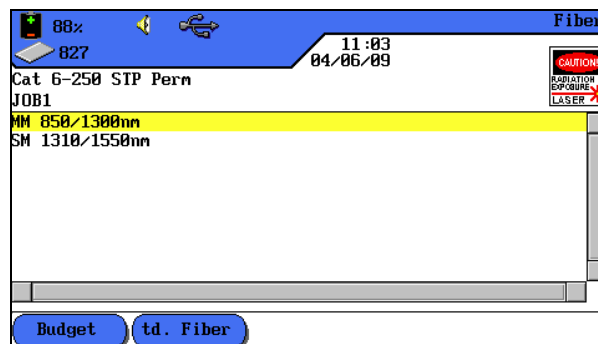 88% Fiber
827 11:03
04/06/09
Cat 6-250 STP Perm
JOB1
CAUTION!
RADIATION
EXPOSURE
LASER
MM 850/1300nm
SM 1310/1550nm
Budget td. Fiber